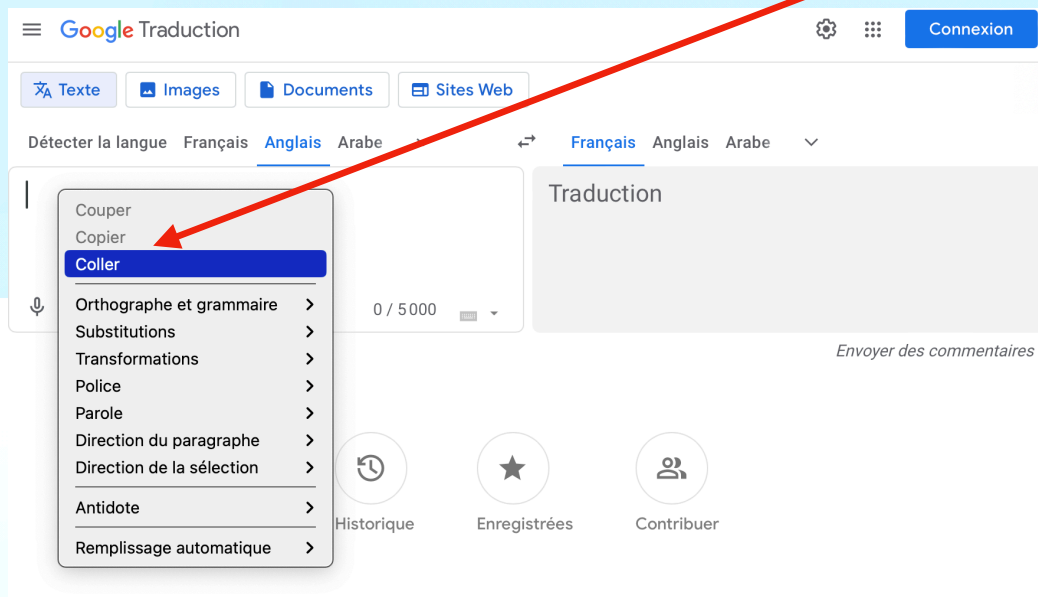 Google Traduction
Connexion
Texte
Images
Documents
Sites Web
Détecter la langue Français Anglais Arabe
Français Anglais Arabe
Traduction
Couper
Copier
Coller
Orthographe et grammaire
Substitutions
Transformations
Police
Parole
Direction du paragraphe
Direction de la sélection
Antidote
Remplissage automatique
0 / 5 000
Envoyer des commentaires
Historique
Enregistrées
Contribuer